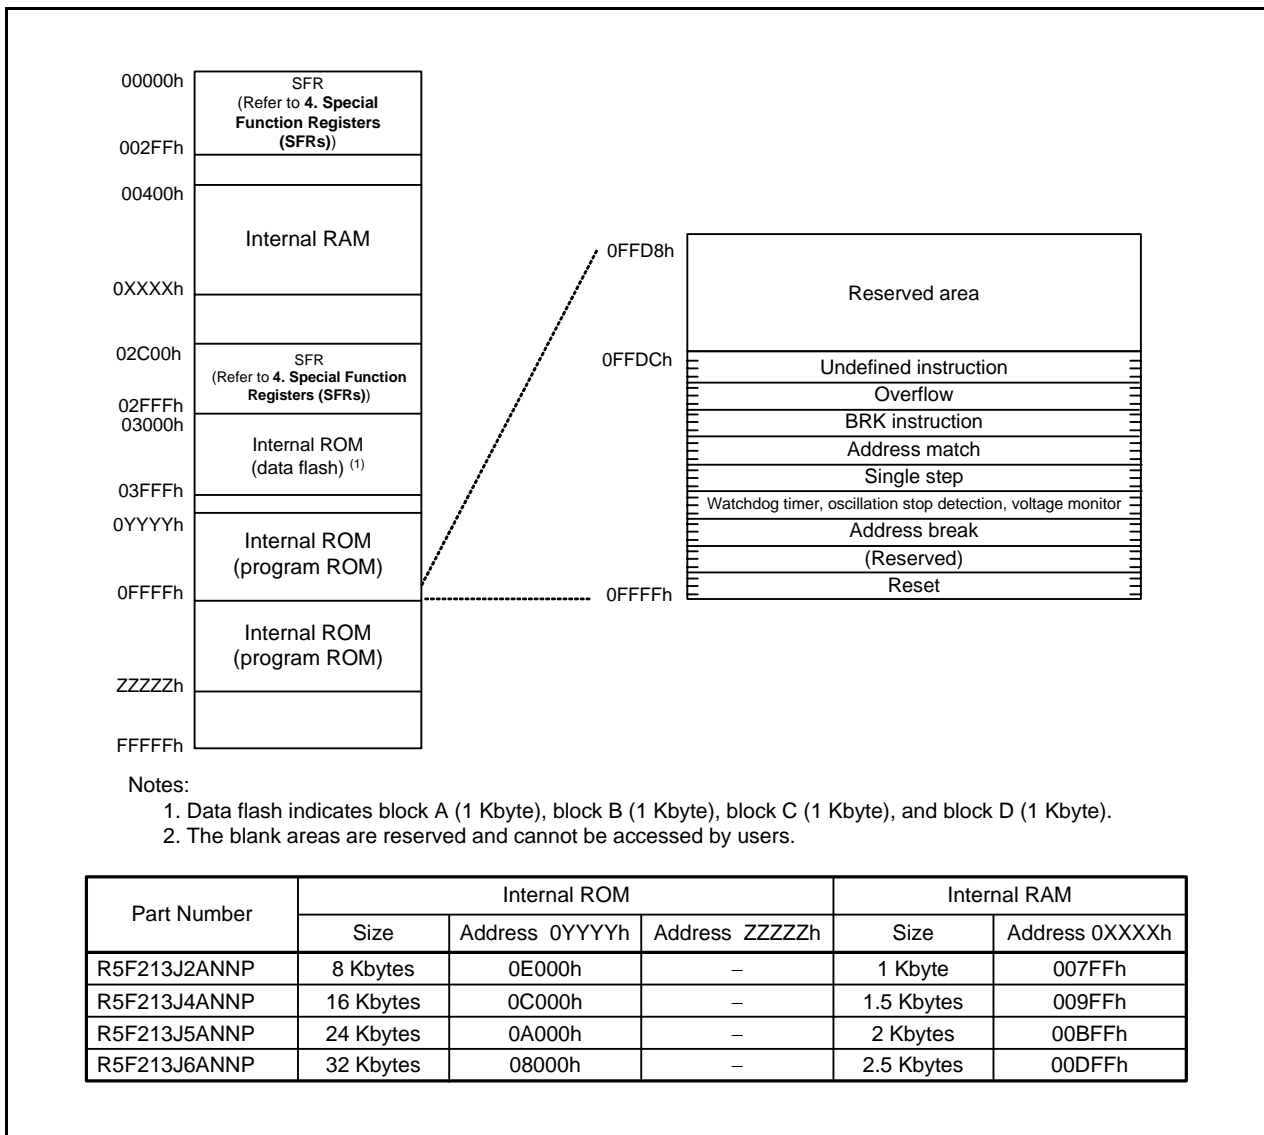 00000h
SFR
(Refer to 4. Special
Function Registers
(SFRs))
002FFh
00400h
Internal RAM
0XXXXh
02C00h
SFR
(Refer to 4. Special Function
Registers (SFRs))
02FFFh
03000h
Internal ROM
(data flash) (1)
03FFFh
0YYYYh
Internal ROM
(program ROM)
0FFFFh
Internal ROM
(program ROM)
ZZZZZh
FFFFFh
0FFD8h
Reserved area
0FFDCh
Undefined instruction
Overflow
BRK instruction
Address match
Single step
Watchdog timer, oscillation stop detection, voltage monitor
Address break
(Reserved)
Reset
0FFFFh
Notes:
1. Data flash indicates block A (1 Kbyte), block B (1 Kbyte), block C (1 Kbyte), and block D (1 Kbyte).
2. The blank areas are reserved and cannot be accessed by users.
Part Number Internal ROM Internal RAM
Size Address 0YYYYh Address ZZZZZh Size Address 0XXXXh
R5F213J2ANNP 8 Kbytes 0E000h – 1 Kbyte 007FFh
R5F213J4ANNP 16 Kbytes 0C000h – 1.5 Kbytes 009FFh
R5F213J5ANNP 24 Kbytes 0A000h – 2 Kbytes 00BFFh
R5F213J6ANNP 32 Kbytes 08000h – 2.5 Kbytes 00DFFh